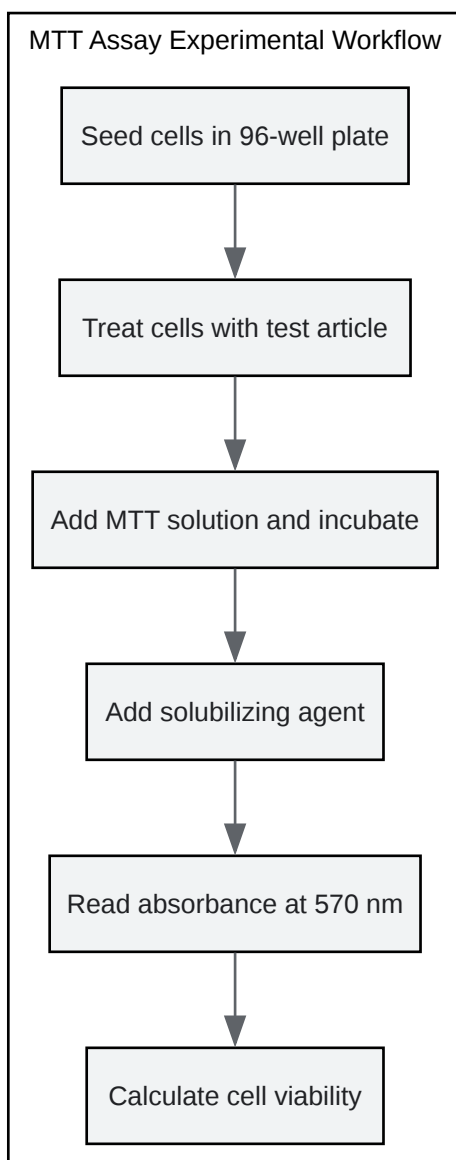 MTT Assay Experimental Workflow
Seed cells in 96-well plate
Treat cells with test article
Add MTT solution and incubate
Add solubilizing agent
Read absorbance at 570 nm
Calculate cell viability